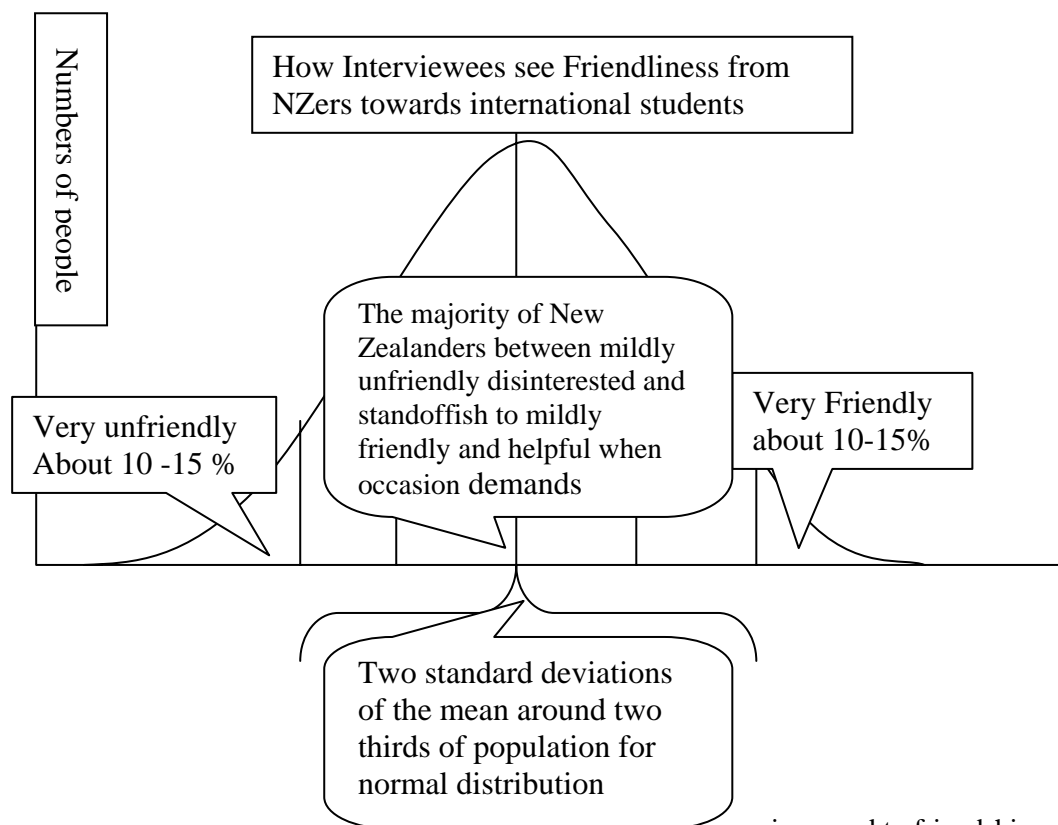 Numbers of people
How Interviewees see Friendliness from
NZers towards international students
The majority of New
Zealanders between mildly
unfriendly disinterested and
standoffish to mildly
friendly and helpful when
occasion demands
Very unfriendly
About 10 -15 %
Very Friendly
about 10-15%
Two standard deviations
of the mean around two
thirds of population for
normal distribution